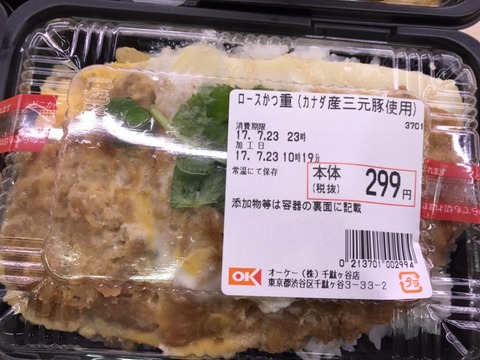 ロースかつ重(カナダ産三元豚使用)
3701
消費期限
17. 7.23 23時
加工日
17. 7.23 10時19分
常温にて保存
本体
(税抜)
299円
添加物等は容器の裏面に記載
0 213701 002994
OK
オーケー(株)千駄ヶ谷店
東京都渋谷区千駄ヶ谷3-33-2
プラ